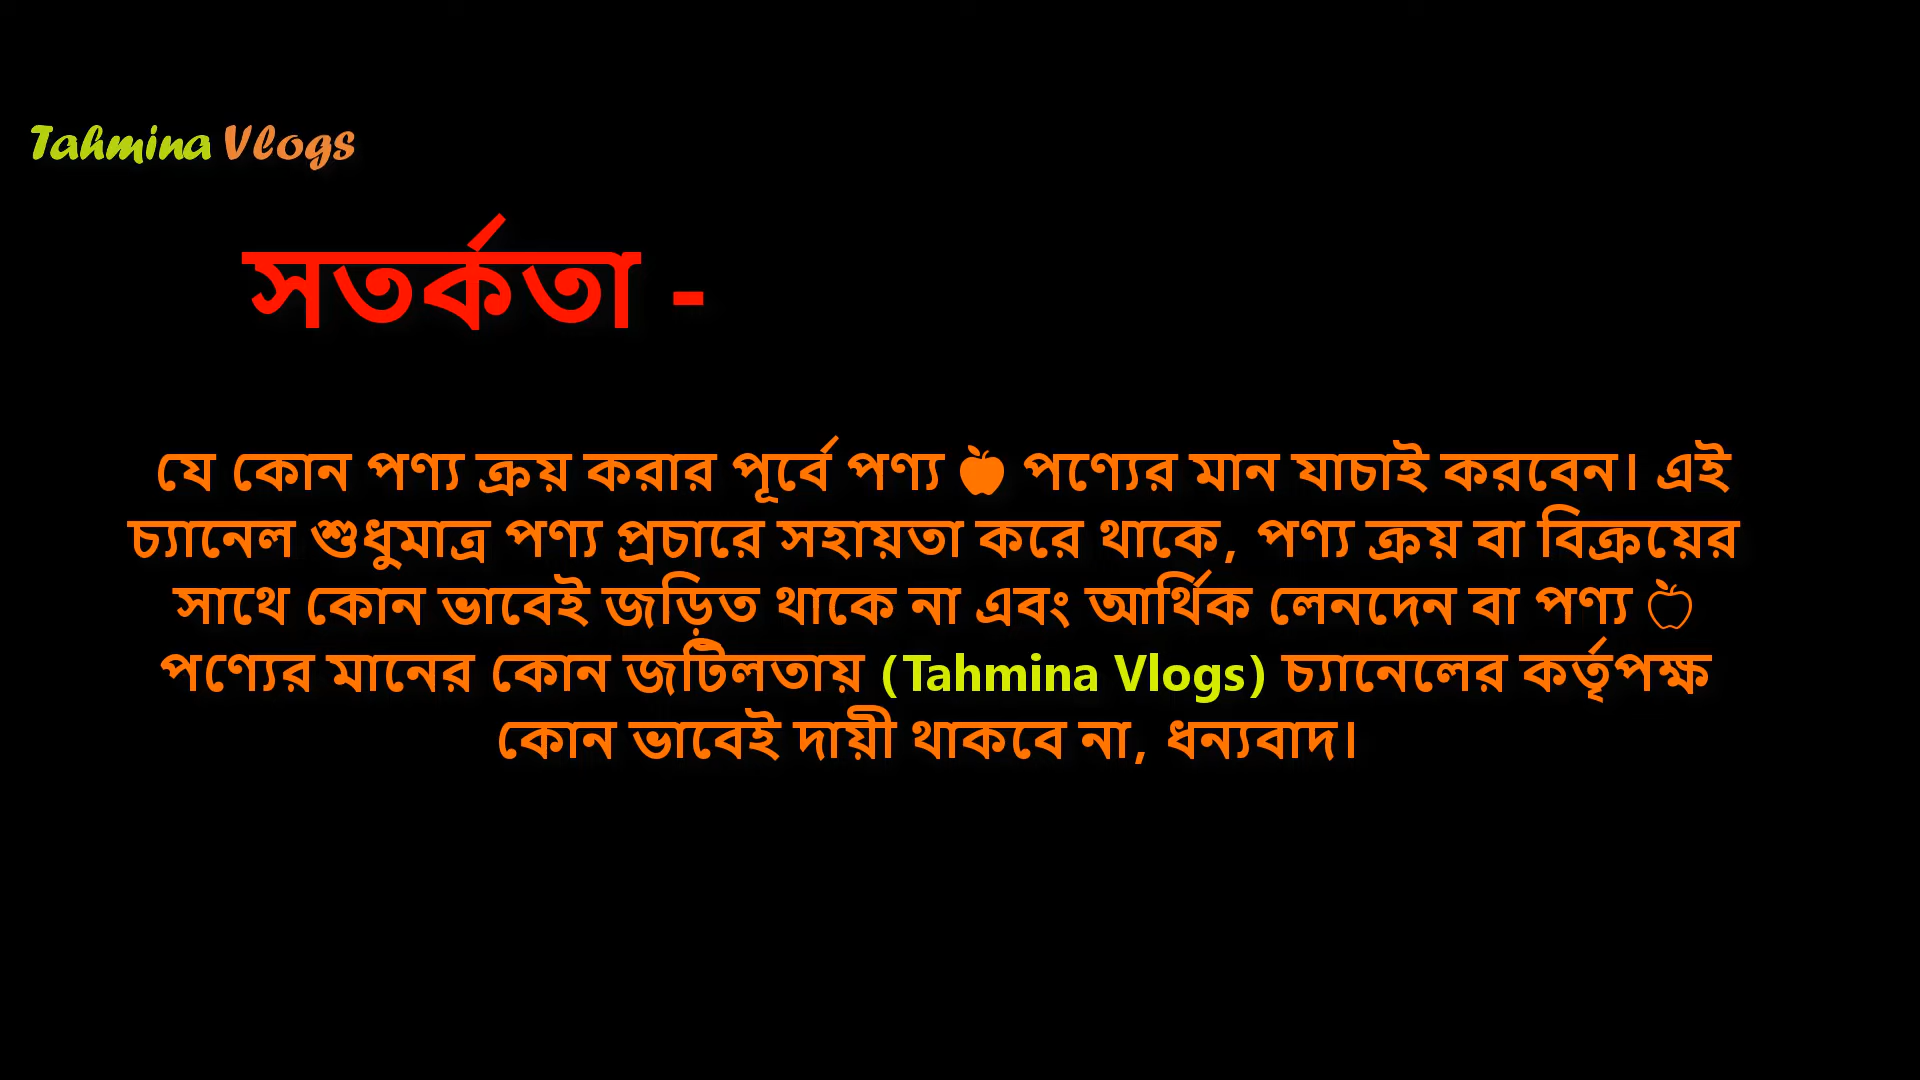 Tahmina Vlogs
সতর্কতা -
যে কোন পণ্য ক্রয় করার পূর্বে পণ্য 🍎 পণ্যের মান যাচাই করবেন। এই
চ্যানেল শুধুমাত্র পণ্য প্রচারে সহায়তা করে থাকে, পণ্য ক্রয় বা বিক্রয়ের
সাথে কোন ভাবেই জড়িত থাকে না এবং আর্থিক লেনদেন বা পণ্য 🍎
পণ্যের মানের কোন জটিলতায় (Tahmina Vlogs) চ্যানেলের কর্তৃপক্ষ
কোন ভাবেই দায়ী থাকবে না, ধন্যবাদ।